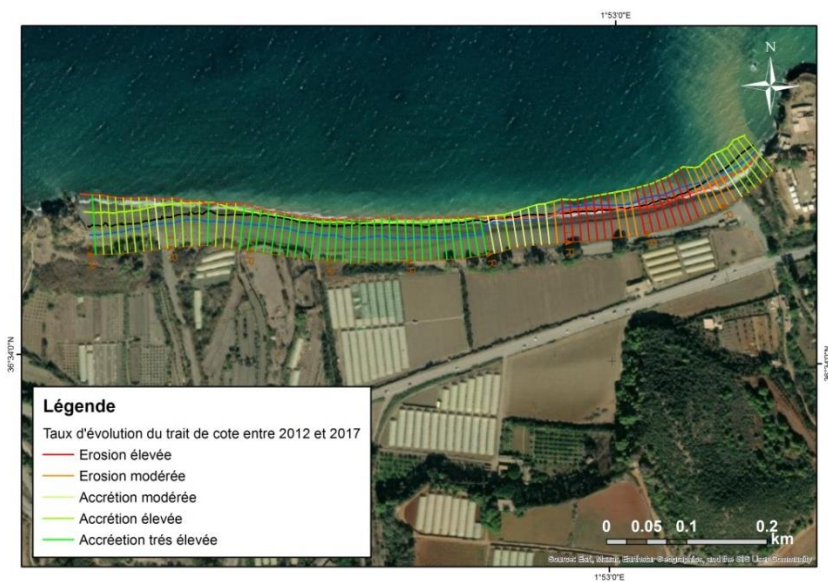 1°53'0"E
N
36°34'0"N
Légende
Taux d'évolution du trait de cote entre 2012 et 2017
Erosion élevée
Erosion modérée
Accrétion modérée
Accrétion élevée
Accréetion trés élevée
0 0.05 0.1 0.2
km
Source: Esri, Maxar, Earthstar Geographics, and the GIS User Community
1°53'0"E